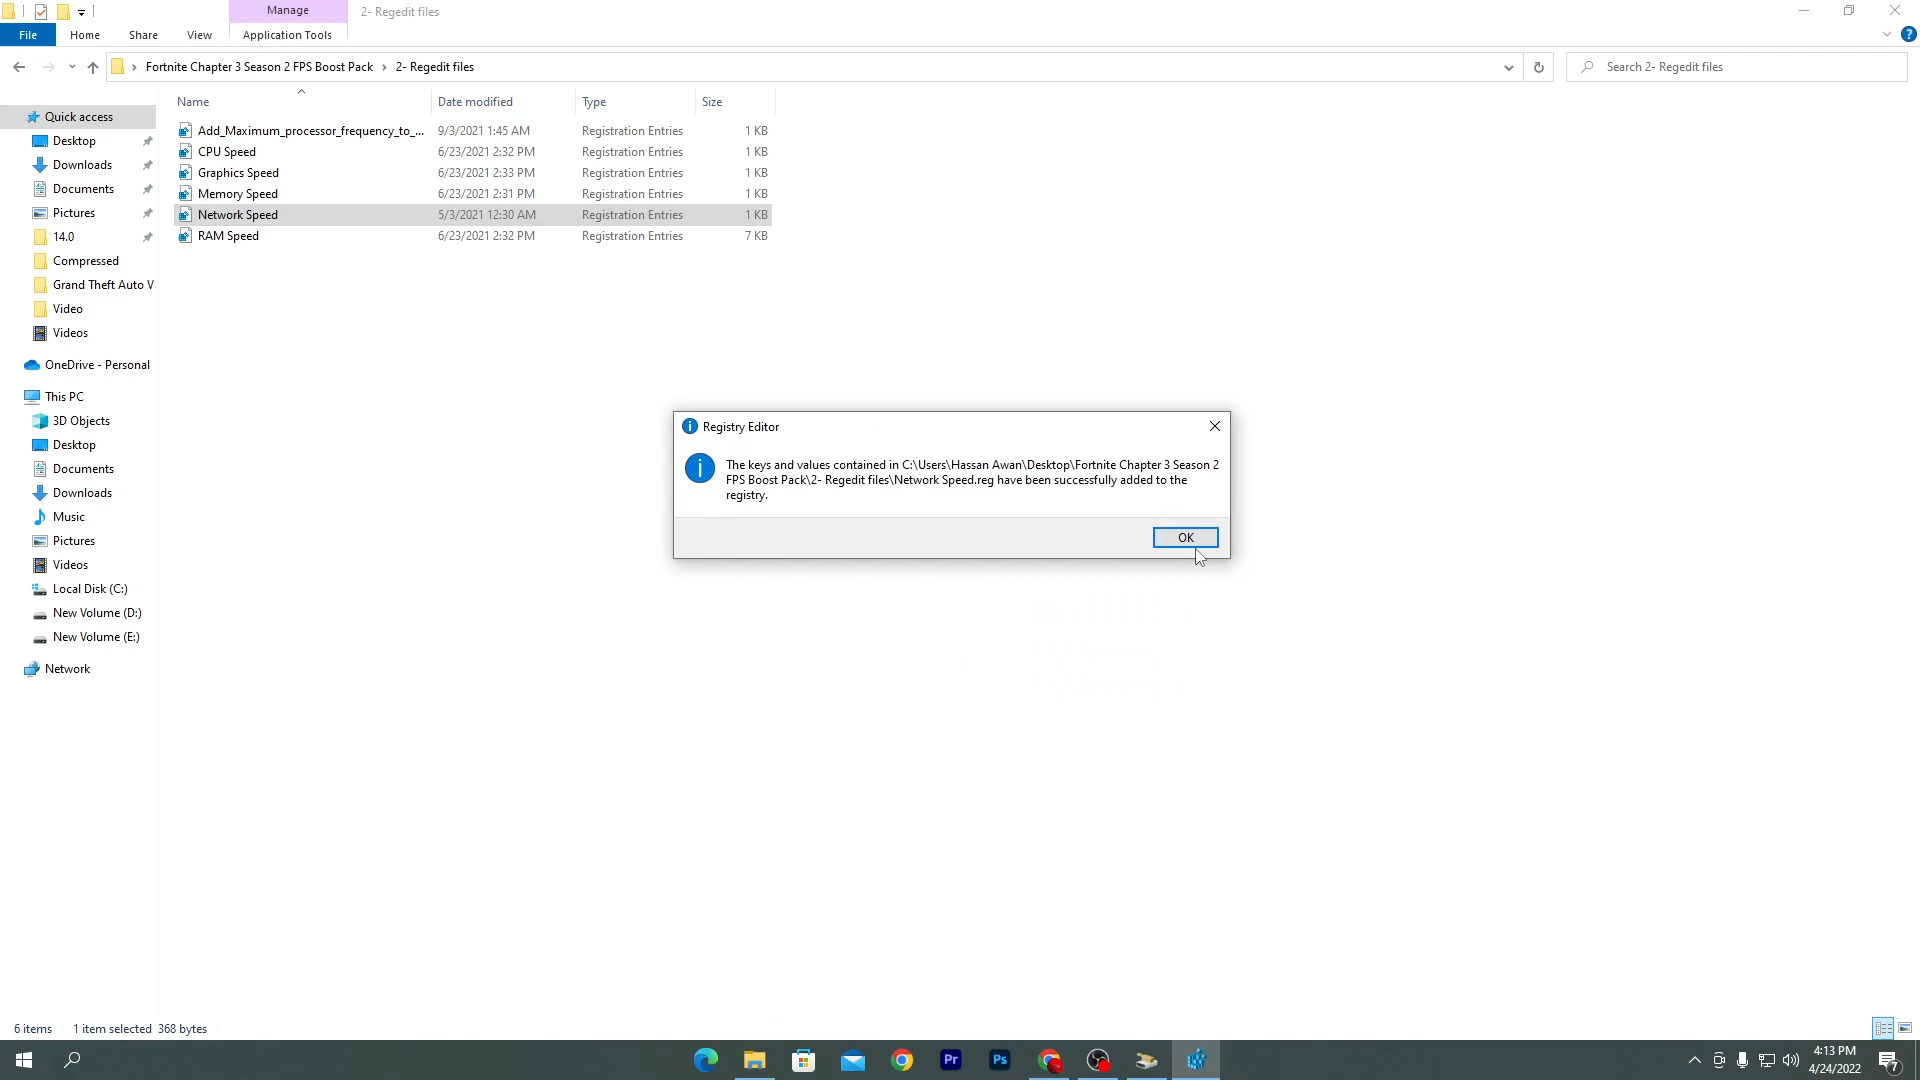 Manage
2- Regedit files
File
Home
Share
View
Application Tools
Fortnite Chapter 3 Season 2 FPS Boost Pack
2- Regedit files
Search 2- Regedit files
Name
Date modified
Type
Size
Add_Maximum_processor_frequency_to_... 9/3/2021 1:45 AM Registration Entries 1 KB
CPU Speed 6/23/2021 2:32 PM Registration Entries 1 KB
Graphics Speed 6/23/2021 2:33 PM Registration Entries 1 KB
Memory Speed 6/23/2021 2:31 PM Registration Entries 1 KB
Network Speed 5/3/2021 12:30 AM Registration Entries 1 KB
RAM Speed 6/23/2021 2:32 PM Registration Entries 7 KB
Quick access
Desktop
Downloads
Documents
Pictures
14.0
Compressed
Grand Theft Auto V
Video
Videos
OneDrive - Personal
This PC
3D Objects
Desktop
Documents
Downloads
Music
Pictures
Videos
Local Disk (C:)
New Volume (D:)
New Volume (E:)
Network
Registry Editor
The keys and values contained in C:\Users\Hassan Awan\Desktop\Fortnite Chapter 3 Season 2
FPS Boost Pack\2- Regedit files\Network Speed.reg have been successfully added to the
registry.
OK
6 items
1 item selected 368 bytes
Pr
Ps
4:13 PM
4/24/2022
7